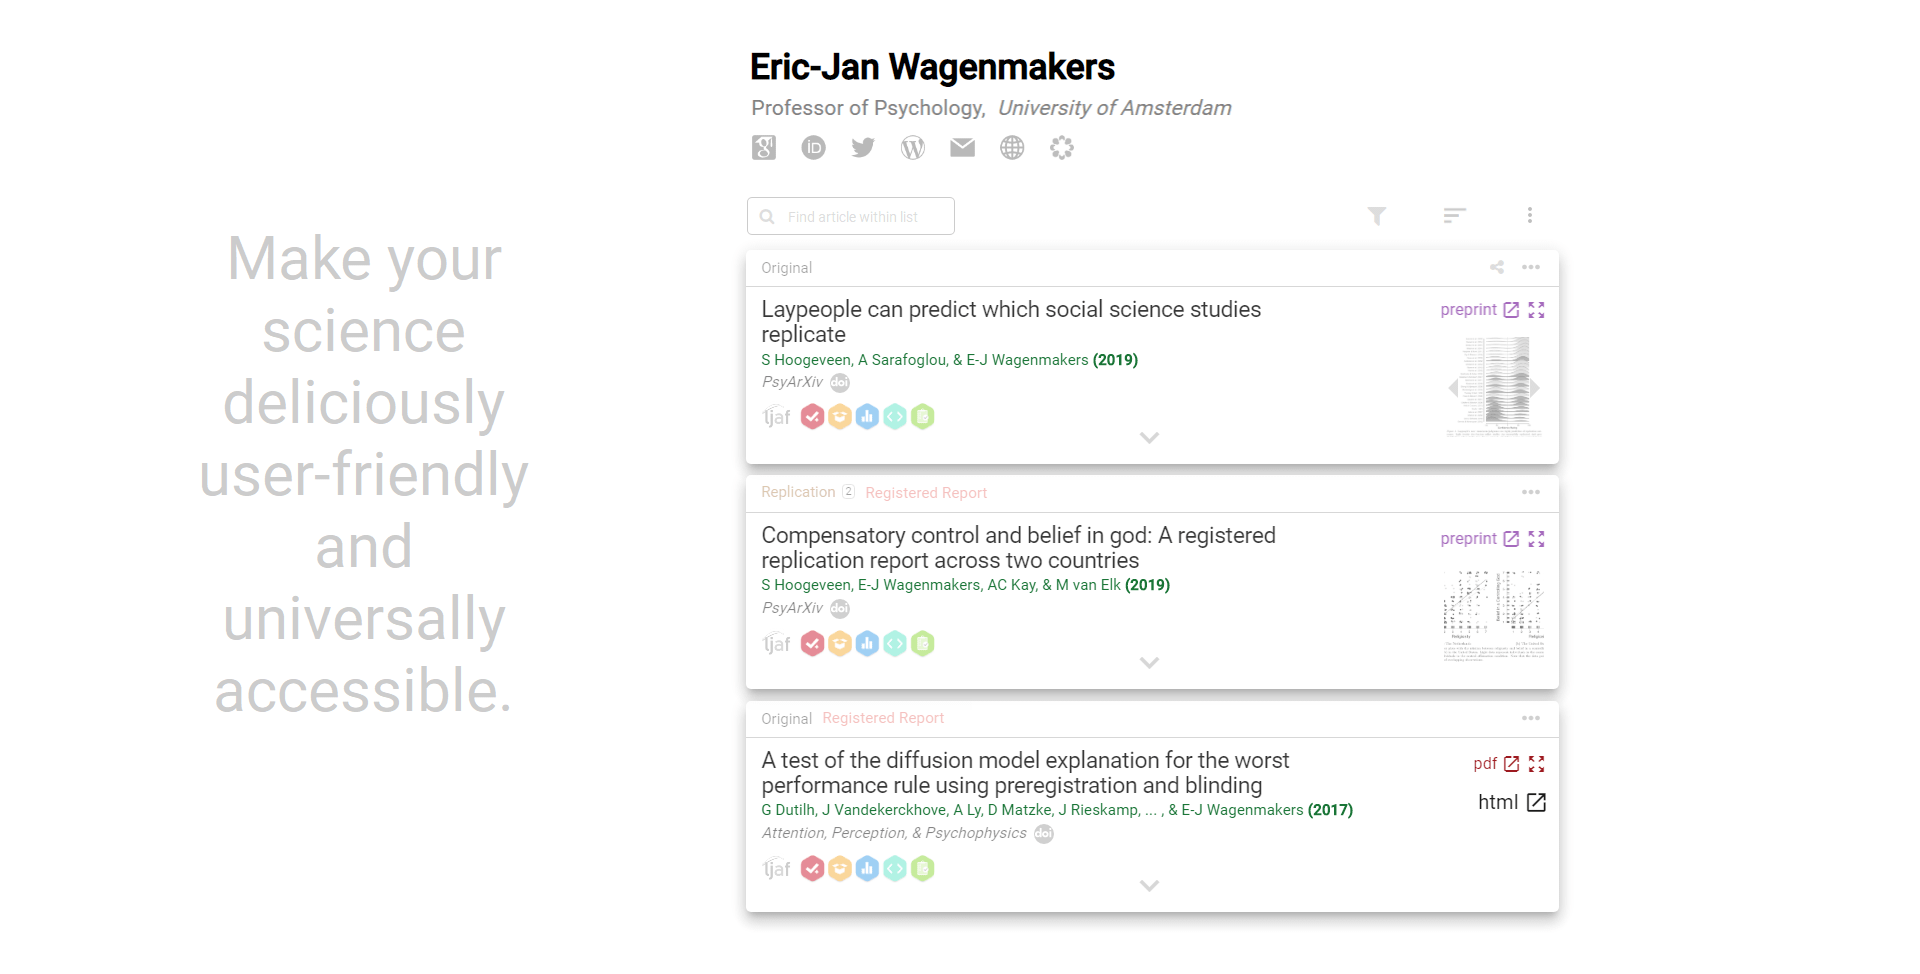 Make your
science
deliciously
user-friendly
and
universally
accessible.
Eric-Jan Wagenmakers
Professor of Psychology, University of Amsterdam
Find article within list
Original
Laypeople can predict which social science studies
replicate
preprint
S Hoogeveen, A Sarafoglou, & E-J Wagenmakers (2019)
PsyArXiv doi
ljaf
Replication 2 Registered Report
Compensatory control and belief in god: A registered
replication report across two countries
preprint
S Hoogeveen, E-J Wagenmakers, AC Kay, & M van Elk (2019)
PsyArXiv doi
ljaf
Original Registered Report
A test of the diffusion model explanation for the worst
performance rule using preregistration and blinding
pdf
html
G Dutilh, J Vandekerckhove, A Ly, D Matzke, J Rieskamp, ... , & E-J Wagenmakers (2017)
Attention, Perception, & Psychophysics doi
ljaf